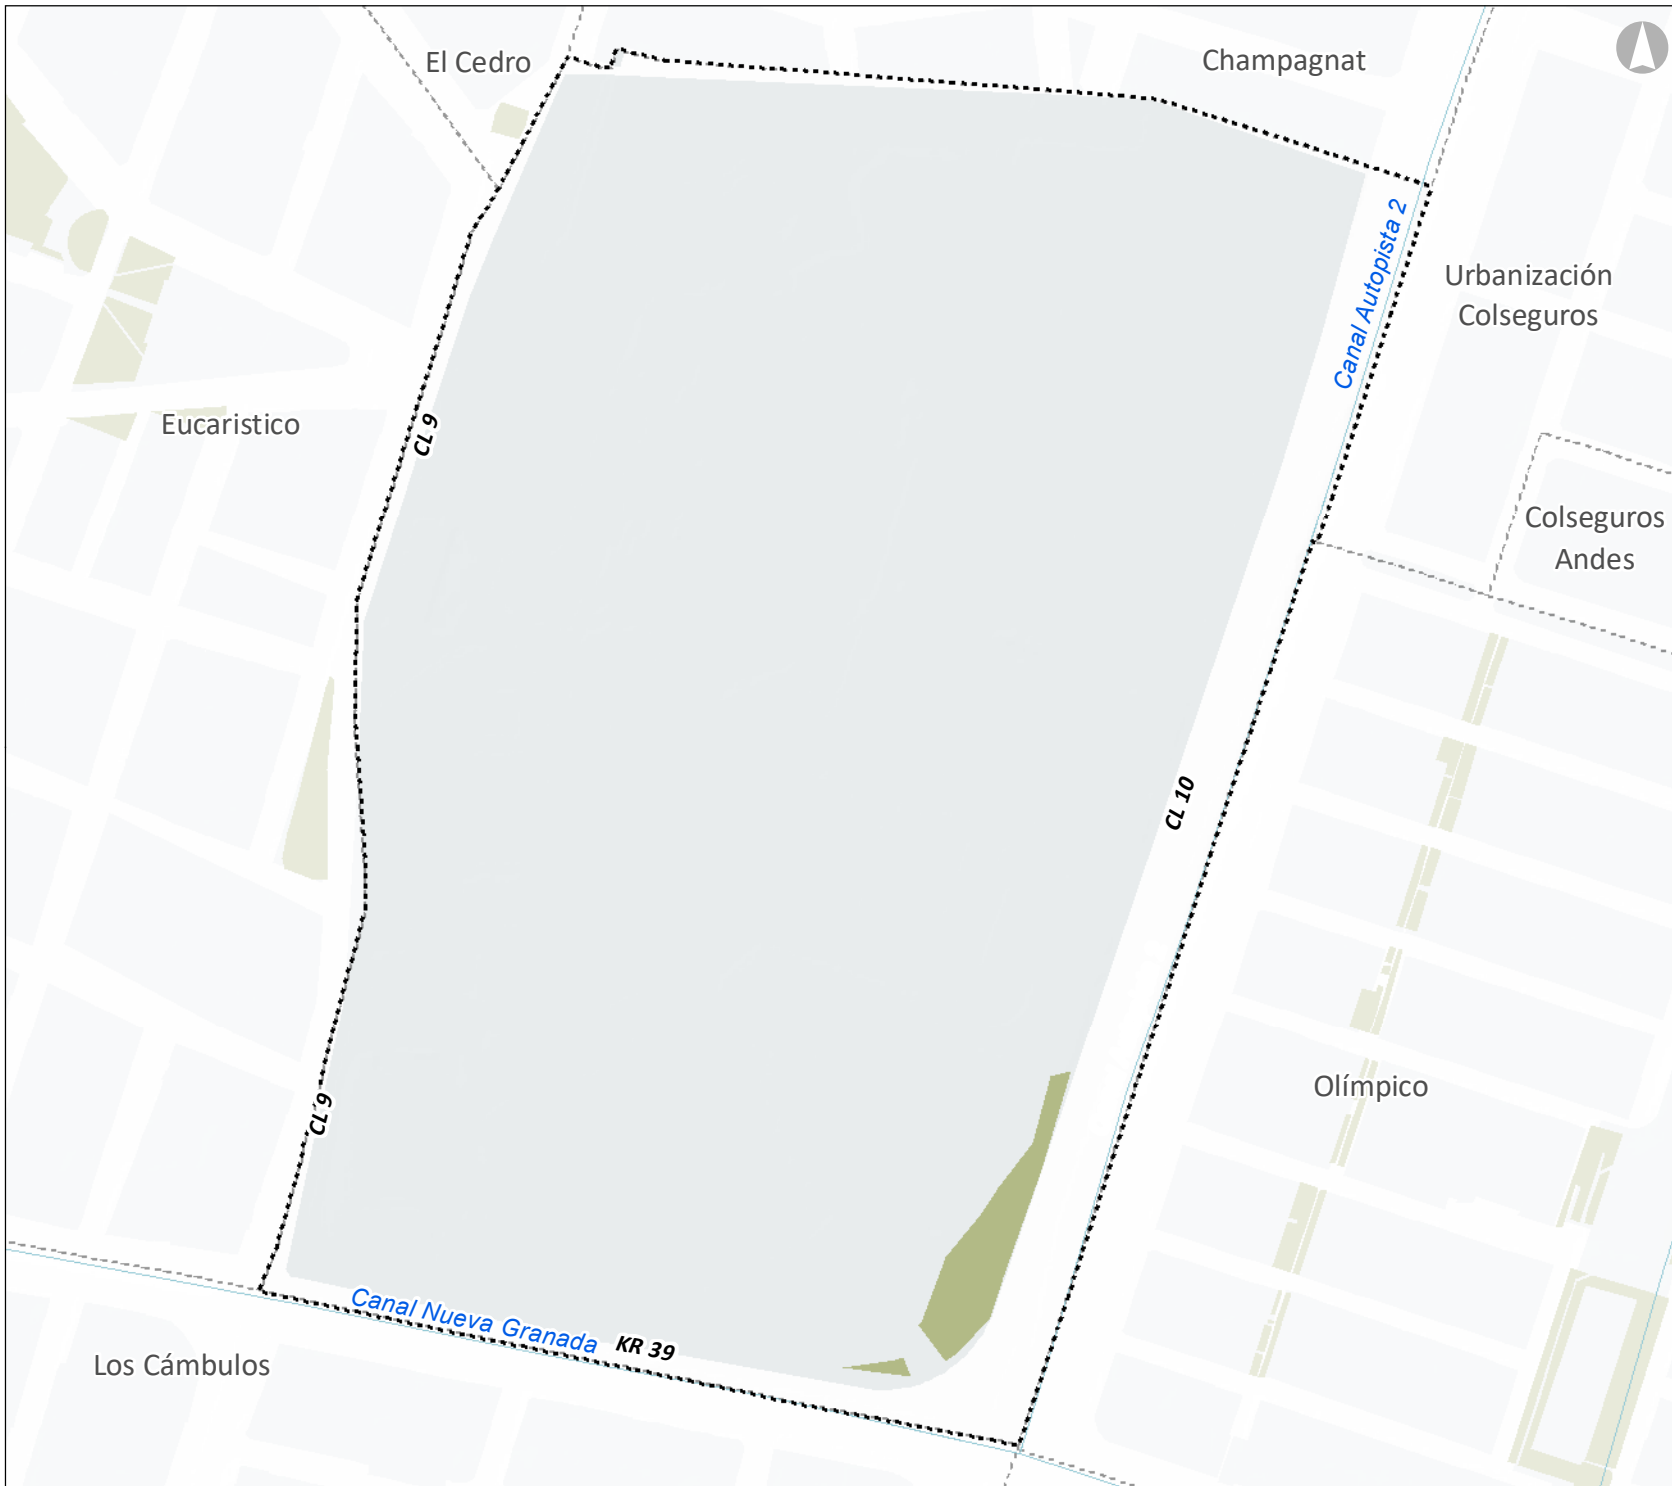 El Cedro
Champagnat
Canal Autopista 2
Urbanización
Colseguros
Eucaristico
CL 9
Colseguros
Andes
CL 10
Olímpico
CL 9
Canal Nueva Granada
KR 39
Los Cámbulos